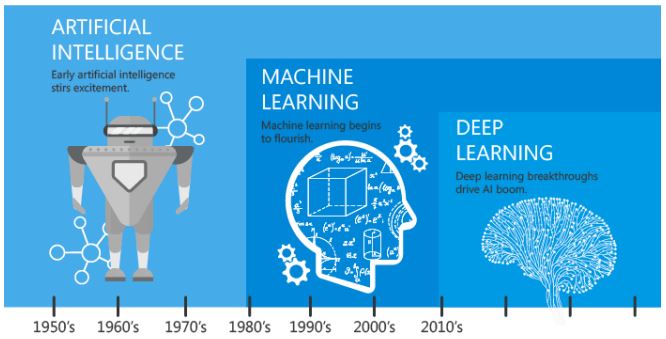 ARTIFICIAL
INTELLIGENCE
Early artificial intelligence
stirs excitement.
MACHINE
LEARNING
Machine learning begins
to flourish.
DEEP
LEARNING
Deep learning breakthroughs
drive AI boom.
1950's 1960's 1970's 1980's 1990's 2000's 2010's